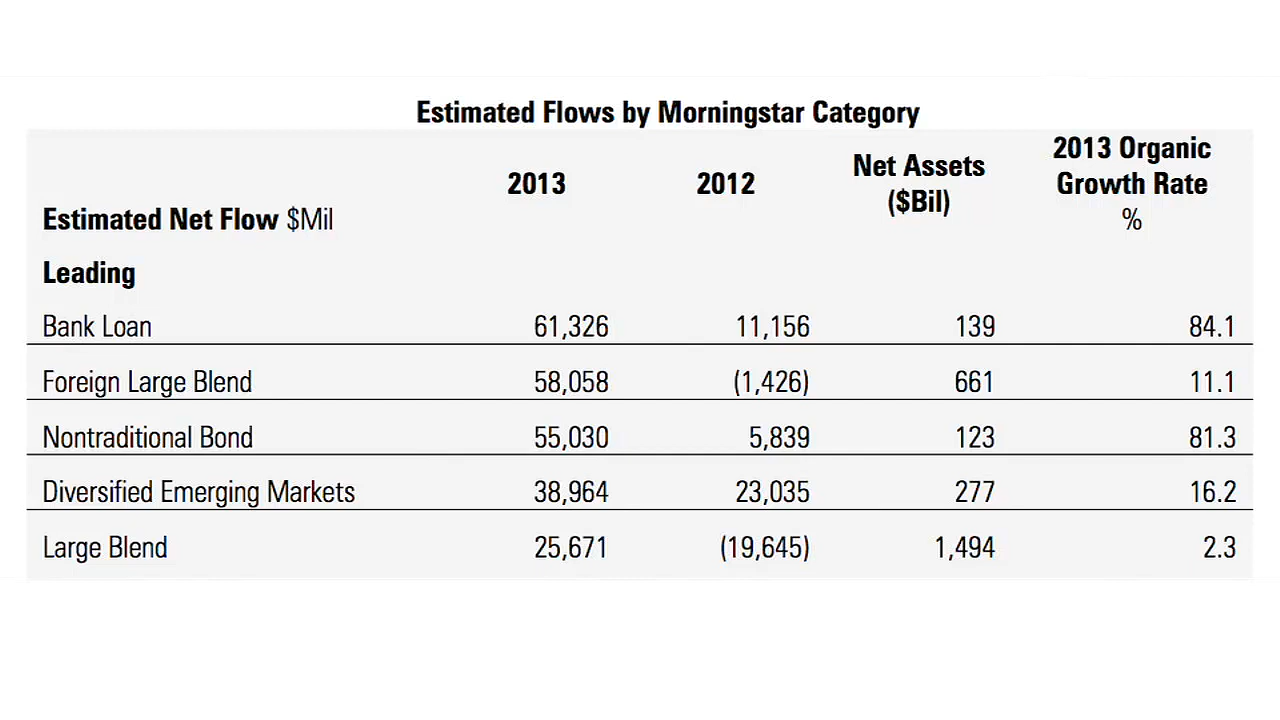 Estimated Flows by Morningstar Category
2013 Organic
Net Assets
2013 2012 Growth Rate
($Bil)
Estimated Net Flow $Mil %
Leading
Bank Loan 61,326 11,156 139 84.1
Foreign Large Blend 58,058 (1,426) 661 11.1
Nontraditional Bond 55,030 5,839 123 81.3
Diversified Emerging Markets 38,964 23,035 277 16.2
Large Blend 25,671 (19,645) 1,494 2.3